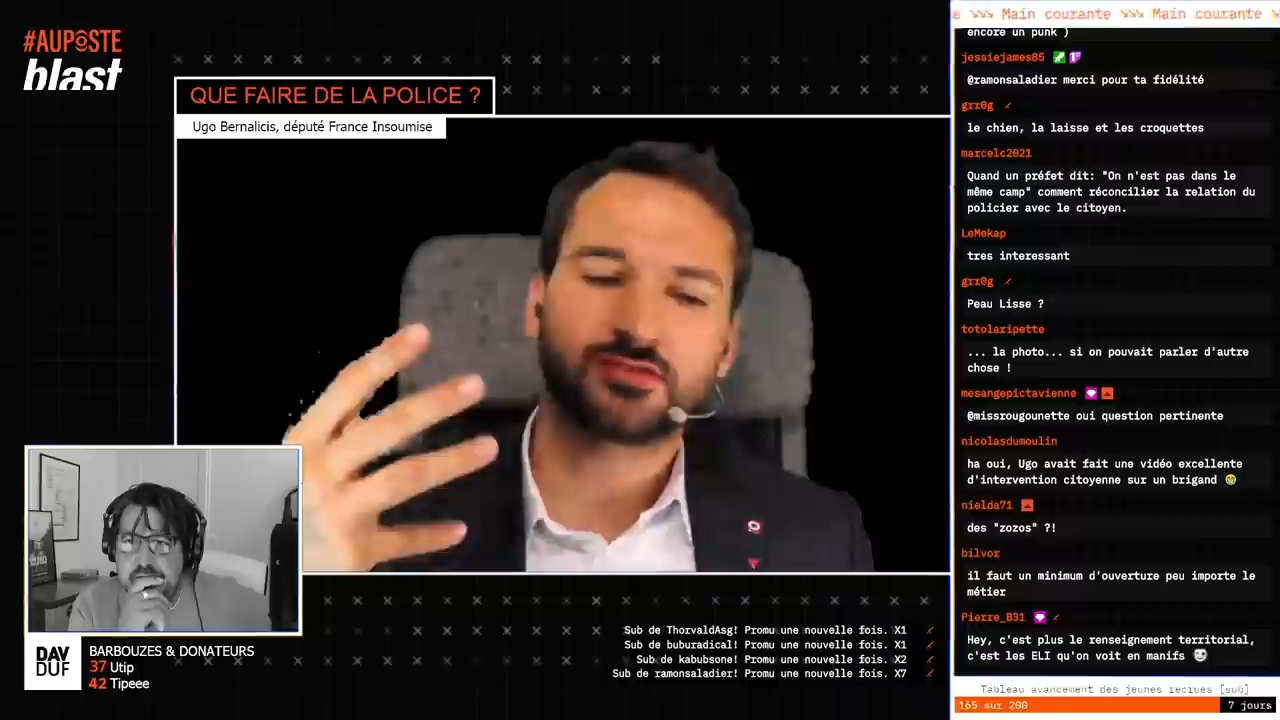 #AUPOSTE
blast
QUE FAIRE DE LA POLICE ?
Ugo Bernalicis, député France Insoumise
DAV
DUF
BARBOUZES & DONATEURS
37 Utip
42 Tipeee
Sub de ThorvaldAsg! Promu une nouvelle fois. X1
Sub de buburadical! Promu une nouvelle fois. X1
Sub de kabubsone! Promu une nouvelle fois. X2
Sub de ramonsaladier! Promu une nouvelle fois. X7
e >>> Main courante >>> Main courante
encore un punk )
jessiejames85
@ramonsaladier merci pour ta fidélité
grr0g
le chien, la laisse et les croquettes
marcelc2021
Quand un préfet dit: "On n'est pas dans le
même camp" comment réconcilier la relation du
policier avec le citoyen.
LeMekap
tres interessant
grr0g
Peau Lisse ?
totolaripette
... la photo... si on pouvait parler d'autre
chose !
mesangepictavienne
@missrougounette oui question pertinente
nicolasdumoulin
ha oui, Ugo avait fait une vidéo excellente
d'intervention citoyenne sur un brigand 😁
nielda71
des "zozos" ?!
bilvor
il faut un minimum d'ouverture peu importe le
métier
Pierre_B31
Hey, c'est plus le renseignement territorial,
c'est les ELI qu'on voit en manifs
Tableau avancement des jeunes recrues [sub]
165 sur 200
7 jours